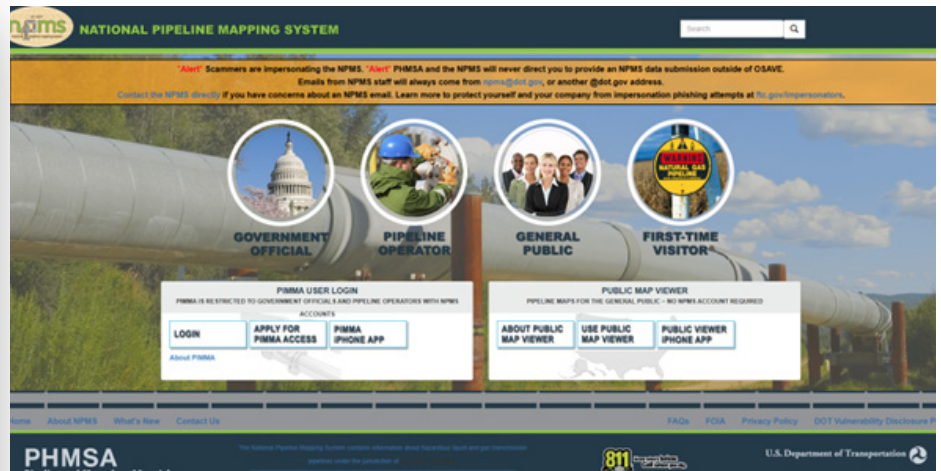 npms
NATIONAL PIPELINE MAPPING SYSTEM
Search
"Alert" Scammers are impersonating the NPMS. "Alert" PHMSA and the NPMS will never direct you to provide an NPMS data submission outside of OSAVE.
Emails from NPMS staff will always come from npms@dot.gov, or another @dot.gov address.
Contact the NPMS directly if you have concerns about an NPMS email. Learn more to protect yourself and your company from impersonation phishing attempts at ftc.gov/impersonators.
WARNING
NATURAL GAS
PIPELINE
GOVERNMENT
OFFICIAL
PIPELINE
OPERATOR
GENERAL
PUBLIC
FIRST-TIME
VISITOR
PIMMA USER LOGIN
PIMMA IS RESTRICTED TO GOVERNMENT OFFICIALS AND PIPELINE OPERATORS WITH NPMS
ACCOUNTS
LOGIN
APPLY FOR
PIMMA ACCESS
PIMMA
iPHONE APP
About PIMMA
PUBLIC MAP VIEWER
PIPELINE MAPS FOR THE GENERAL PUBLIC – NO NPMS ACCOUNT REQUIRED
ABOUT PUBLIC
MAP VIEWER
USE PUBLIC
MAP VIEWER
PUBLIC VIEWER
iPHONE APP
Home About NPMS What's New Contact Us
FAQs FOIA Privacy Policy DOT Vulnerability Disclosure P
PHMSA
The National Pipeline Mapping System contains information about hazardous liquid and gas transmission
pipelines under the jurisdiction of
811
U.S. Department of Transportation